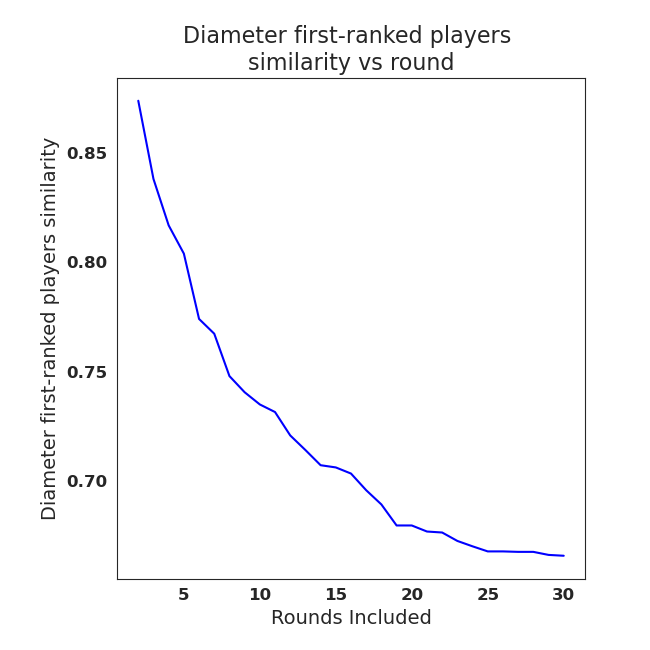 Diameter first-ranked players
similarity vs round
Diameter first-ranked players similarity
0.85
0.80
0.75
0.70
5 10 15 20 25 30
Rounds Included